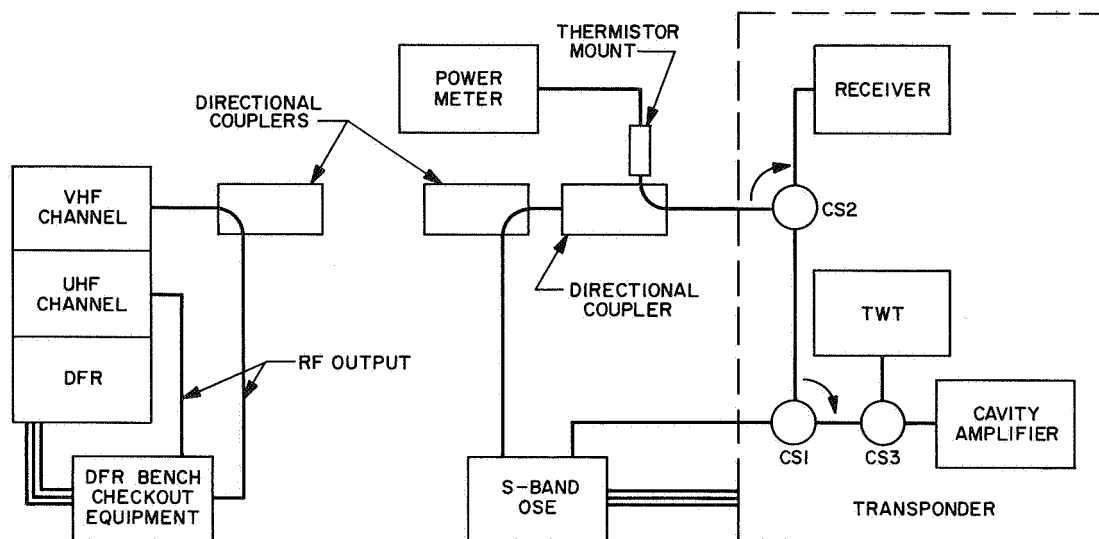 THERMISTOR
MOUNT
POWER
METER
RECEIVER
DIRECTIONAL
COUPLERS
VHF
CHANNEL
CS2
UHF
CHANNEL
DIRECTIONAL
COUPLER
TWT
RF OUTPUT
DFR
CAVITY
AMPLIFIER
CS1
CS3
DFR BENCH
CHECKOUT
EQUIPMENT
S-BAND
OSE
TRANSPONDER